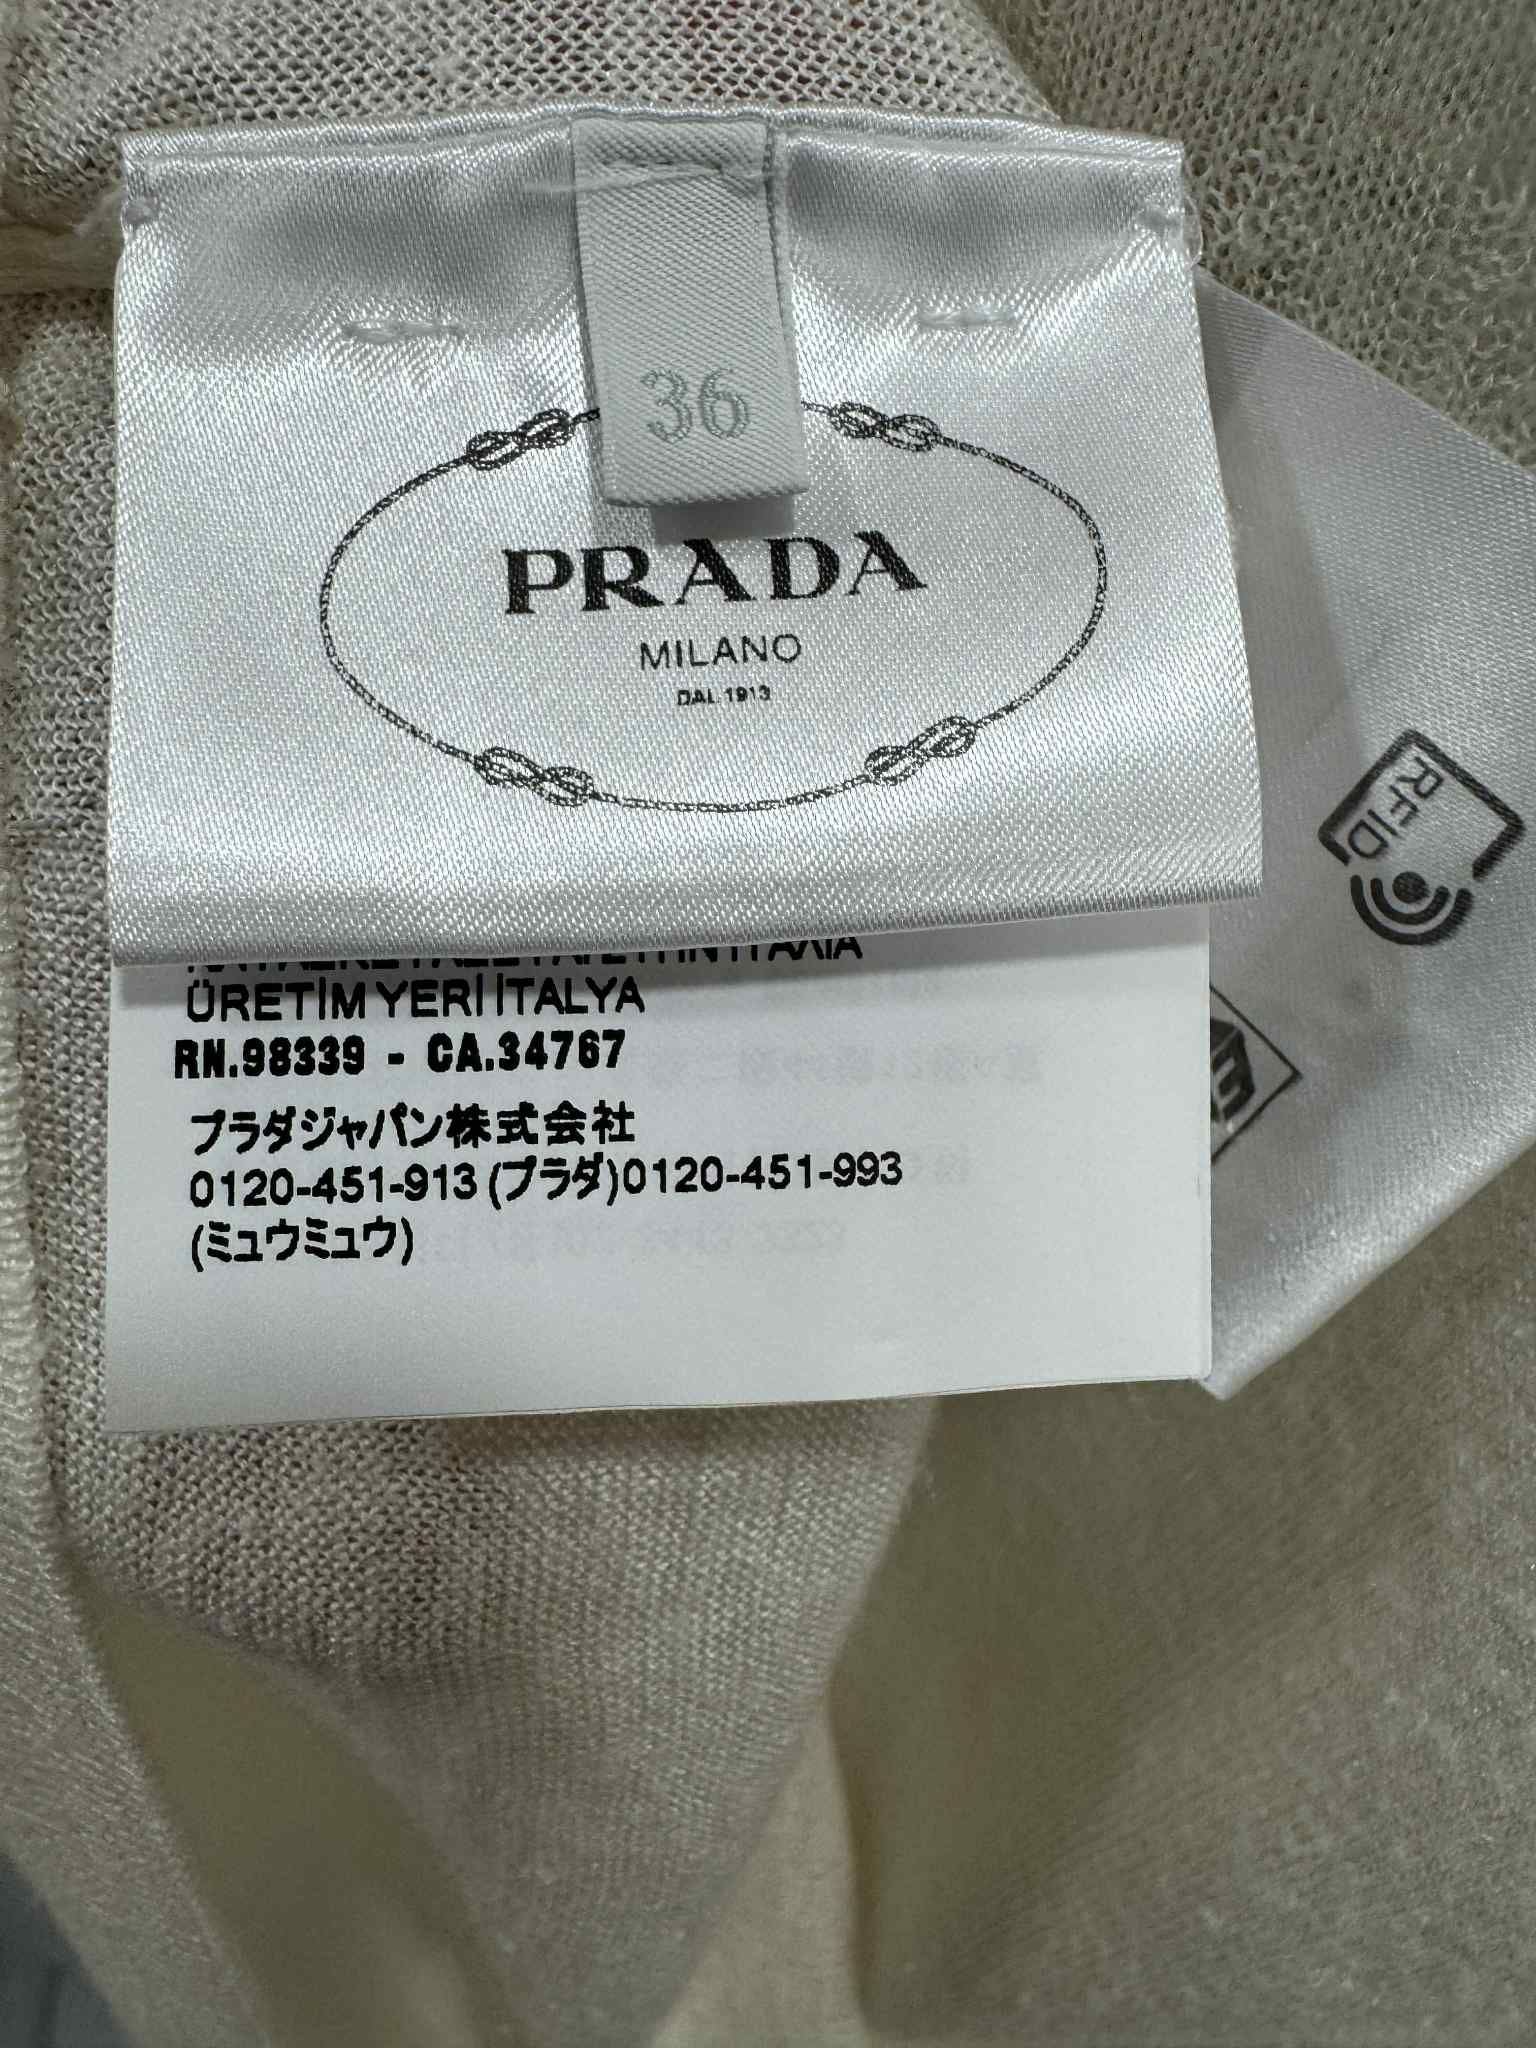 36
PRADA
MILANO
DAL 1913
RFID
ÜRETİM YERİ İTALYA
RN.98339 - CA.34767
プラダジャパン株式会社
0120-451-913 (プラダ)0120-451-993
(ミュウミュウ)